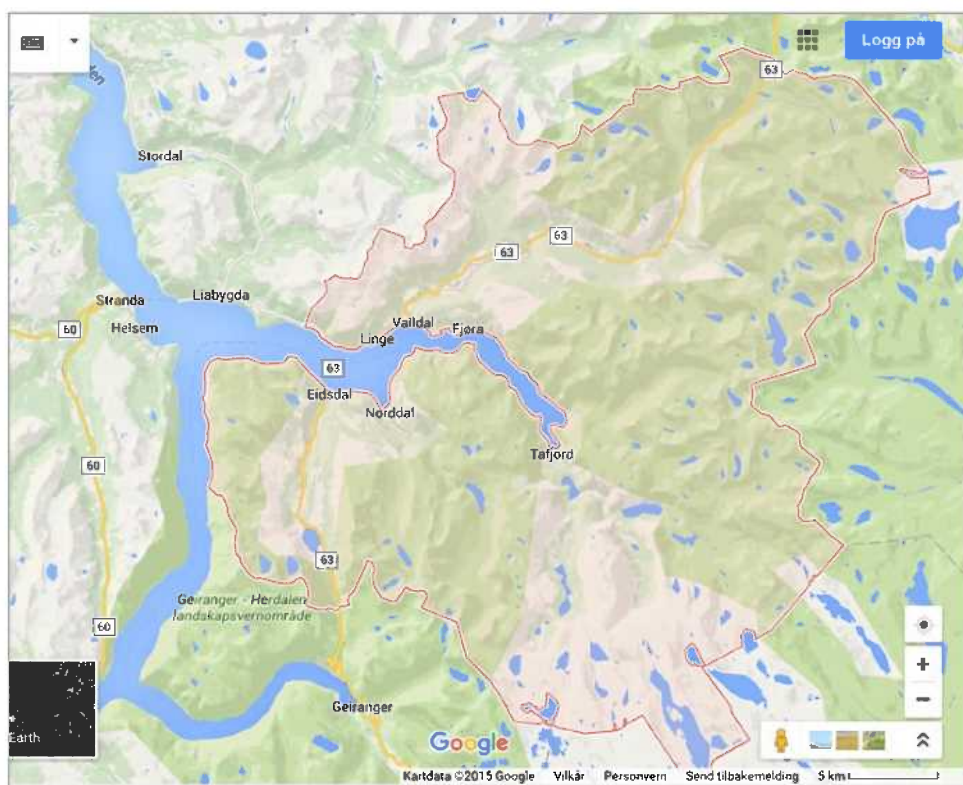 Logg på
63
den
Stordal
63
63
Liabygda
Stranda
60
Helsem
Valldal
Fjøra
Linge
63
Eidsdal
Norddal
Tafjord
60
63
Geiranger - Herdalen
landskapsvernområde
60
Geiranger
Earth
Google
Kartdata ©2015 Google Vilkår Personvern Send tilbakemelding 5 km